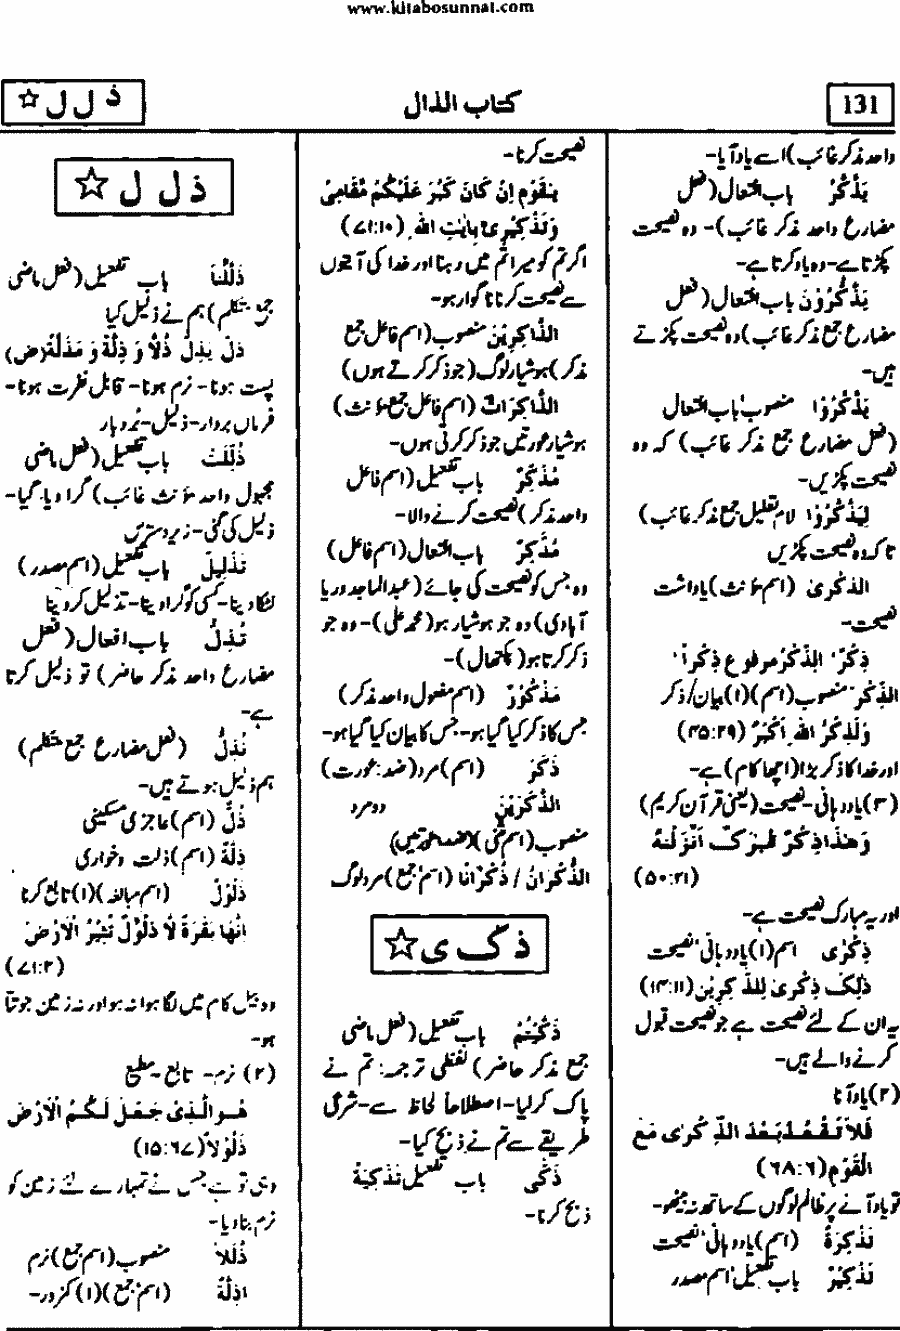 www.kitabosunnat.com
131
کتاب الذال
ذ ل ل ☆
واحد مذکر غائب) اسے یاد آیا۔
یَذَّکَّرُ باب افتعال (فعل
مضارع واحد مذکر غائب)۔ وہ نصیحت
پکڑتا ہے۔ وہ یاد کرتا ہے۔
یَذَّکَّرُوْنَ باب افتعال (فعل
مضارع جمع مذکر غائب) وہ نصیحت پکڑتے
ہیں۔
یَذَّکَّرُوْا منصوب' باب افتعال
(فعل مضارع جمع مذکر غائب) کہ وہ
نصیحت پکڑیں۔
لِیَذَّکَّرُوْا لام تعلیل جمع مذکر غائب)
تاکہ وہ نصیحت پکڑیں
الذکریٰ (اسم مؤنث) یاداشت
نصیحت۔
ذِکْرٌ' الذِّکْرُ مرفوع ذِکْراً'
الذِّکْرَ منصوب (اسم) (۱) بیان/ذکر
وَلَذِکْرُ اللّٰہِ اَکْبَرُ (۴۵:۲۹)
اور خدا کا ذکر بڑا (اچھا کام) ہے۔
(۳) یاد دہانی۔ نصیحت (یعنی قرآن کریم)
وَھٰذَا ذِکْرٌ مُّبٰرَکٌ اَنْزَلْنٰہُ
(۵۰:۲۱)
اور یہ مبارک نصیحت ہے۔
ذِکْرٰی اسم (۱) یاد دہانی' نصیحت
ذٰلِکَ ذِکْرٰی لِلذّٰکِرِیْنَ (۱۴:۱۱)
یہ ان کے لئے نصیحت ہے جو نصیحت قبول
کرنے والے ہیں۔
(۲) یاد آنا
فَلَا تَقْعُدْ بَعْدَ الذِّکْرٰی مَعَ
الْقَوْمِ (۶۸:۶)
تو یاد آنے پر ظالم لوگوں کے ساتھ نہ بیٹھو۔
تَذْکِرَۃٌ (اسم) یاد دہانی' نصیحت
تَذْکِیْرٌ باب تفعیل' اسم مصدر
نصیحت کرنا۔
یٰقَوْمِ اِنْ کَانَ کَبُرَ عَلَیْکُمْ مَّقَامِیْ
وَتَذْکِیْرِیْ بِاٰیٰتِ اللّٰہِ (۷۱:۱۰)
اگر تم کو میرا تم میں رہنا اور خدا کی آیتوں
سے نصیحت کرنا ناگوار ہو۔
الذَّاکِرِیْنَ منصوب (اسم فاعل جمع
مذکر) ہوشیار لوگ (جو ذکر کرتے ہوں)
الذَّاکِرَاتْ (اسم فاعل جمع مؤنث)
ہوشیار عورتیں جو ذکر کرتی ہوں۔
مُذَکِّرٌ باب تفعیل (اسم فاعل
واحد مذکر) نصیحت کرنے والا۔
مُدَّکِرٌ باب افتعال (اسم فاعل)
وہ جس کو نصیحت کی جائے (عبد الماجد دریا
آبادی) وہ جو ہوشیار ہو (محمد علی)۔ وہ جو
ذکر کرتا ہو (پکتھال)۔
مَذْکُوْرٌ (اسم مفعول واحد مذکر)
جس کا ذکر کیا گیا ہو۔ جس کا بیان کیا گیا ہو۔
ذَکَرٌ (اسم) مرد (ضد: عورت)
الذَّکَرَیْنِ دو مرد
منصوب (اسم تثنی) (ضد: عورتیں)
الذُّکْرَانُ / ذُکْرَانًا (اسم جمع) مرد لوگ
ذ ک ی ☆
ذَکَّیْتُمْ باب تفعیل (فعل ماضی
جمع مذکر حاضر) لفظی ترجمہ: تم نے
پاک کر لیا۔ اصطلاحاً لحاظ سے۔ شرعی
طریقے سے تم نے ذبح کیا۔
ذَکّٰی باب تفعیل تَذْکِیَۃً
ذبح کرنا۔
ذ ل ل ☆
ذَلَّلْنَا باب تفعیل (فعل ماضی
جمع متکلم) ہم نے ذلیل کیا
ذَلَّ یَذِلُّ ذُلًّا وَ ذِلَّۃً وَ مَذَلَّۃً (ض)
پست ہونا۔ نرم ہونا۔ قابل نفرت ہونا۔
فرماں بردار۔ ذلیل۔ بُردبار
ذُلِّلَتْ باب تفعیل (فعل ماضی
مجہول واحد مؤنث غائب) گرا دیا گیا۔
ذلیل کی گئی۔ زیر دستریں
تَذْلِیْلٌ باب تفعیل (اسم مصدر)
لٹکا دینا۔ کسی کو گرا دینا۔ تذلیل کر دینا
تُذِلُّ باب افعال (فعل
مضارع واحد مذکر حاضر) تو ذلیل کرتا
ہے۔
نُذِلُّ (فعل مضارع جمع متکلم)
ہم ذلیل ہوتے ہیں۔
ذُلٌّ (اسم) عاجزی مسکینی
ذِلَّۃٌ (اسم) ذلت وخواری
ذَلُوْلٌ (اسم مبالغہ) (۱) تابع کرنا
اِنَّھَا بَقَرَۃٌ لَّا ذَلُوْلٌ تُثِیْرُ الْاَرْضَ
(۷۱:۲)
وہ بیل کام میں لگا ہوا نہ ہو اور نہ زمین جوتتا
ہو۔
(۲) نرم۔ تابع۔ مطیع
ھُوَ الَّذِیْ جَعَلَ لَکُمُ الْاَرْضَ
ذَلُوْلاً (۱۵:۶۷)
وہی تو ہے جس نے تمہارے لئے زمین کو
نرم بنا دیا۔
ذُلُلاً منصوب (اسم جمع) نرم
اَذِلَّۃٌ (اسم جمع) (۱) کمزور۔